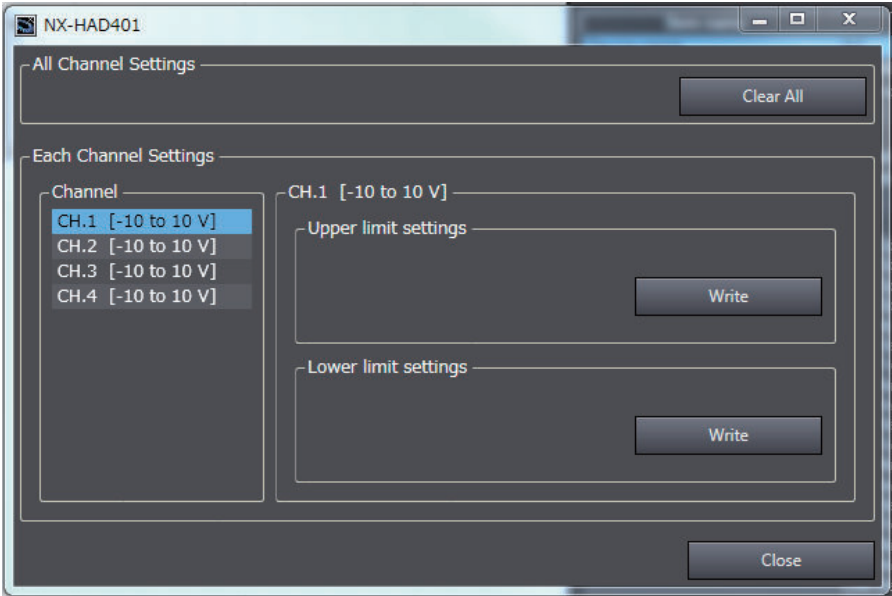 NX-HAD401
All Channel Settings
Clear All
Each Channel Settings
Channel
CH.1 [-10 to 10 V]
CH.2 [-10 to 10 V]
CH.3 [-10 to 10 V]
CH.4 [-10 to 10 V]
CH.1 [-10 to 10 V]
Upper limit settings
Write
Lower limit settings
Write
Close